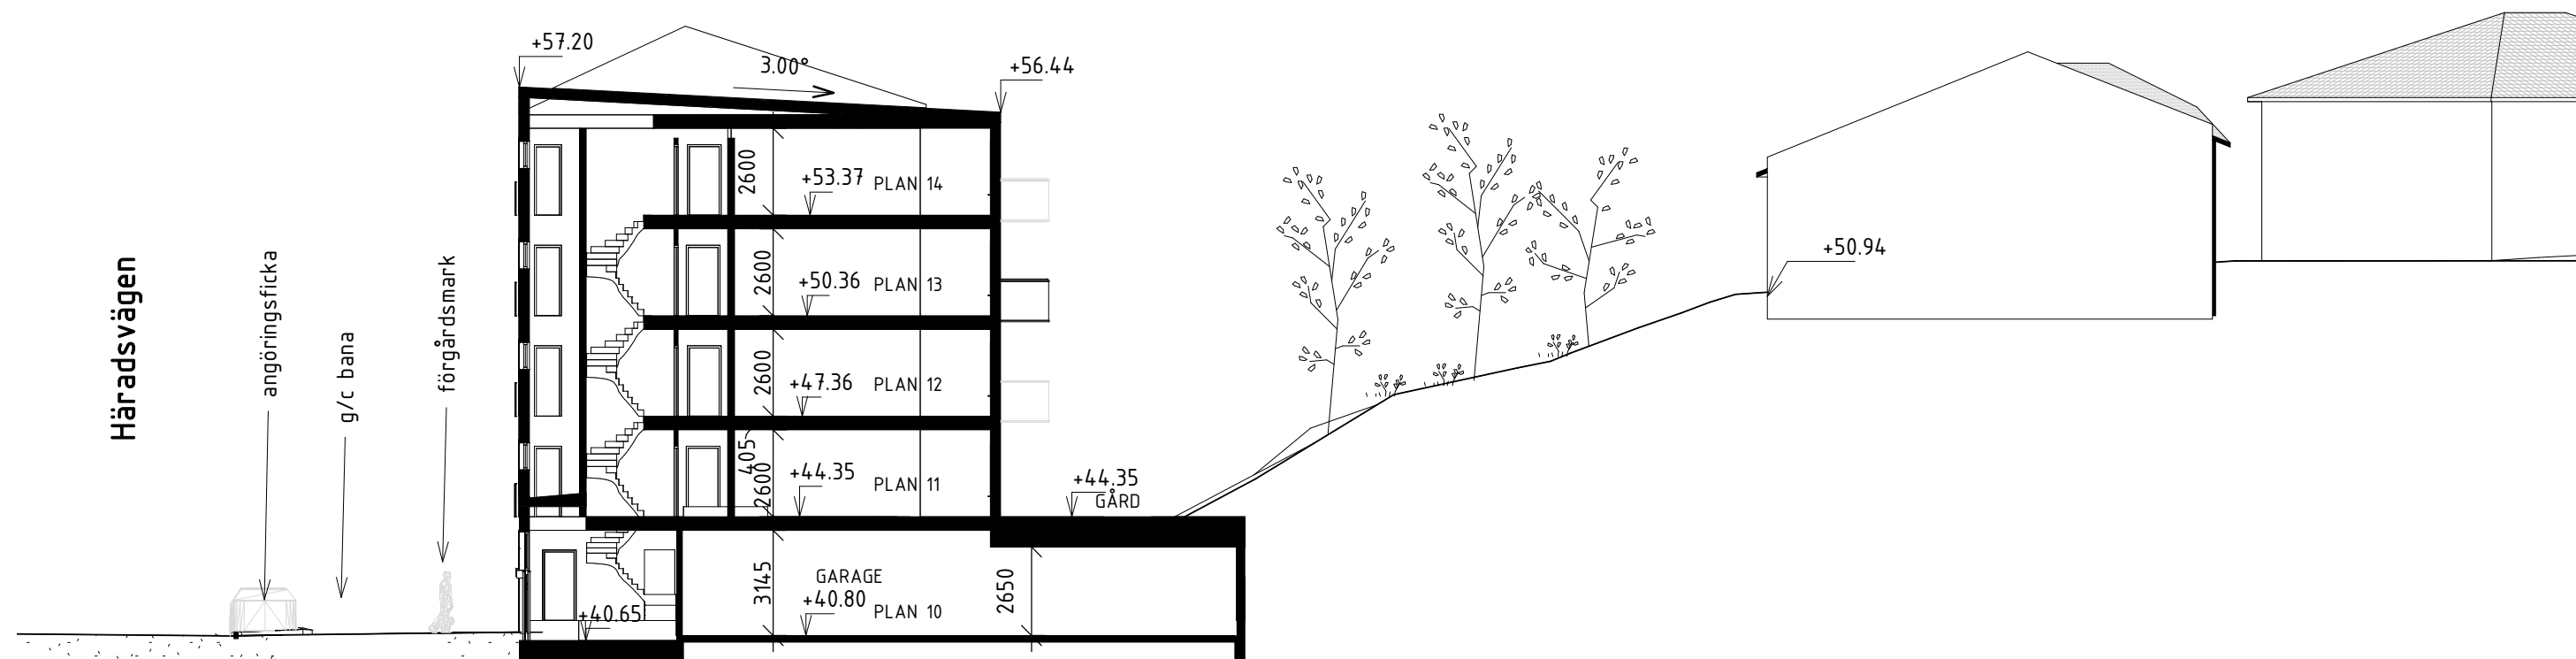 +57.20
3.00°
+56.44
2600
+53.37 PLAN 14
Häradsvägen
angöringsficka
g/c bana
förgårdsmark
2600
+50.36 PLAN 13
+50.94
2600
+47.36 PLAN 12
405
2600
+44.35 PLAN 11
+44.35
GÅRD
3145
GARAGE
+40.80 PLAN 10
2650
+40.65